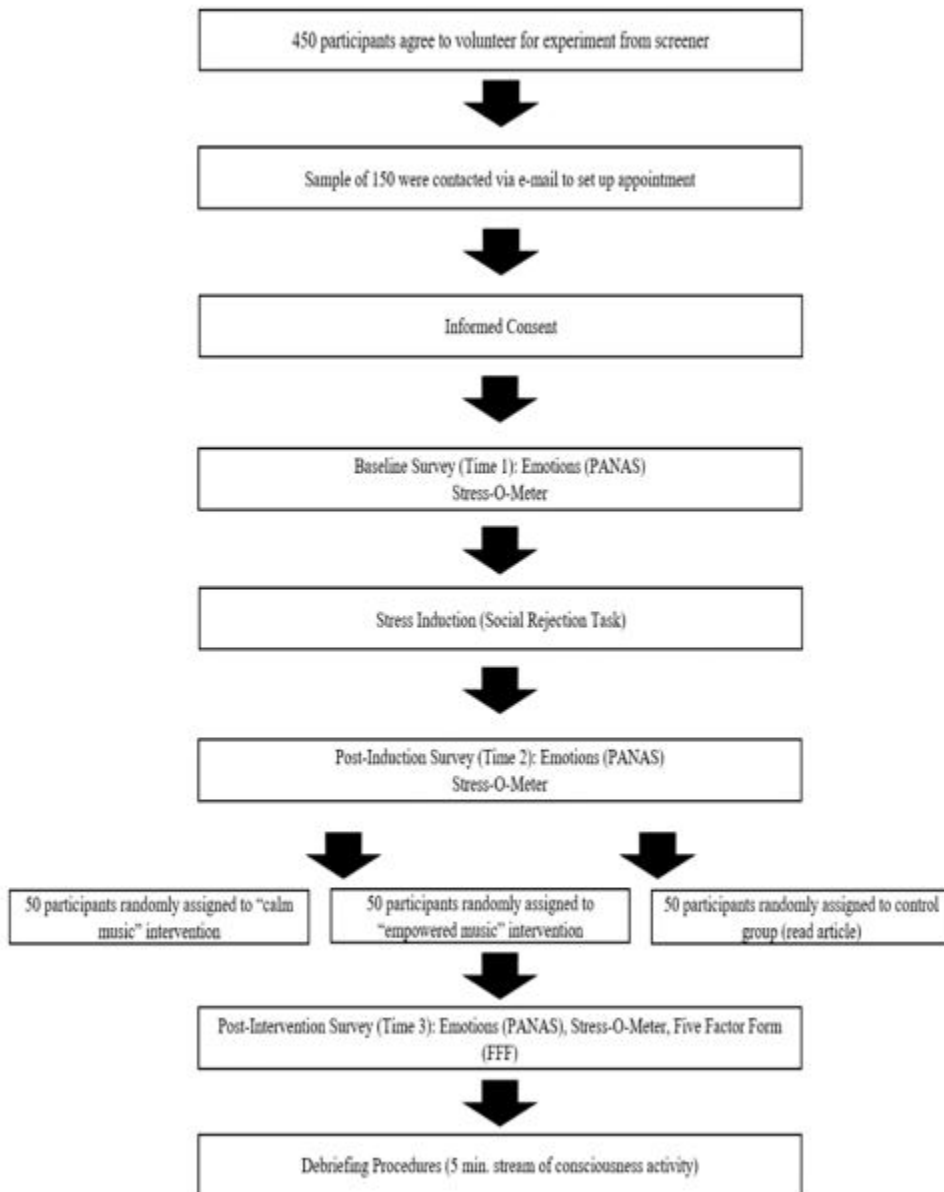 450 participants agree to volunteer for experiment from screener
Sample of 150 were contacted via e-mail to set up appointment
Informed Consent
Baseline Survey (Time 1): Emotions (PANAS)
Stress-O-Meter
Stress Induction (Social Rejection Task)
Post-Induction Survey (Time 2): Emotions (PANAS)
Stress-O-Meter
50 participants randomly assigned to “calm
music” intervention
50 participants randomly assigned to
“empowered music” intervention
50 participants randomly assigned to control
group (read article)
Post-Intervention Survey (Time 3): Emotions (PANAS), Stress-O-Meter, Five Factor Form
(FFF)
Debriefing Procedures (5 min. stream of consciousness activity)